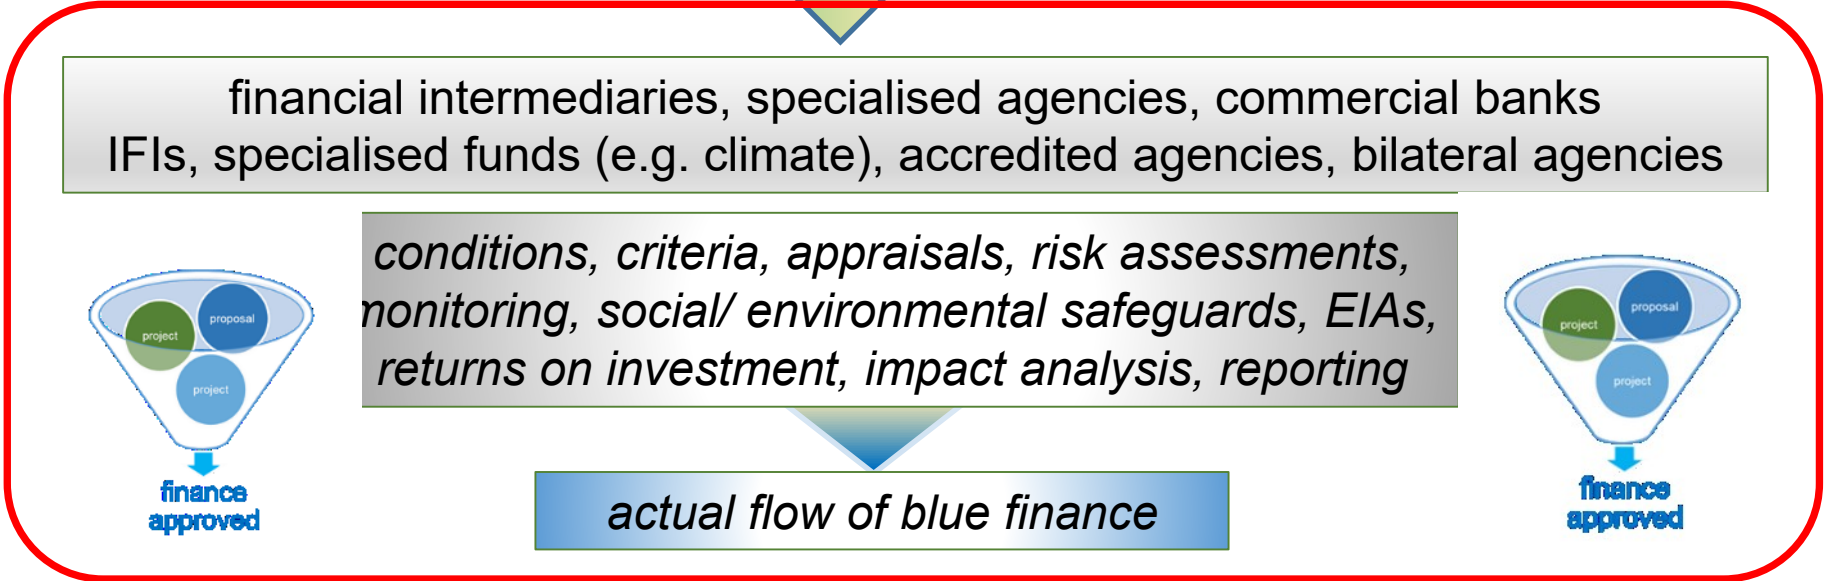 financial intermediaries, specialised agencies, commercial banks
IFIs, specialised funds (e.g. climate), accredited agencies, bilateral agencies
conditions, criteria, appraisals, risk assessments,
monitoring, social/ environmental safeguards, EIAs,
returns on investment, impact analysis, reporting
project
proposal
project
finance
approved
project
proposal
project
finance
approved
actual flow of blue finance